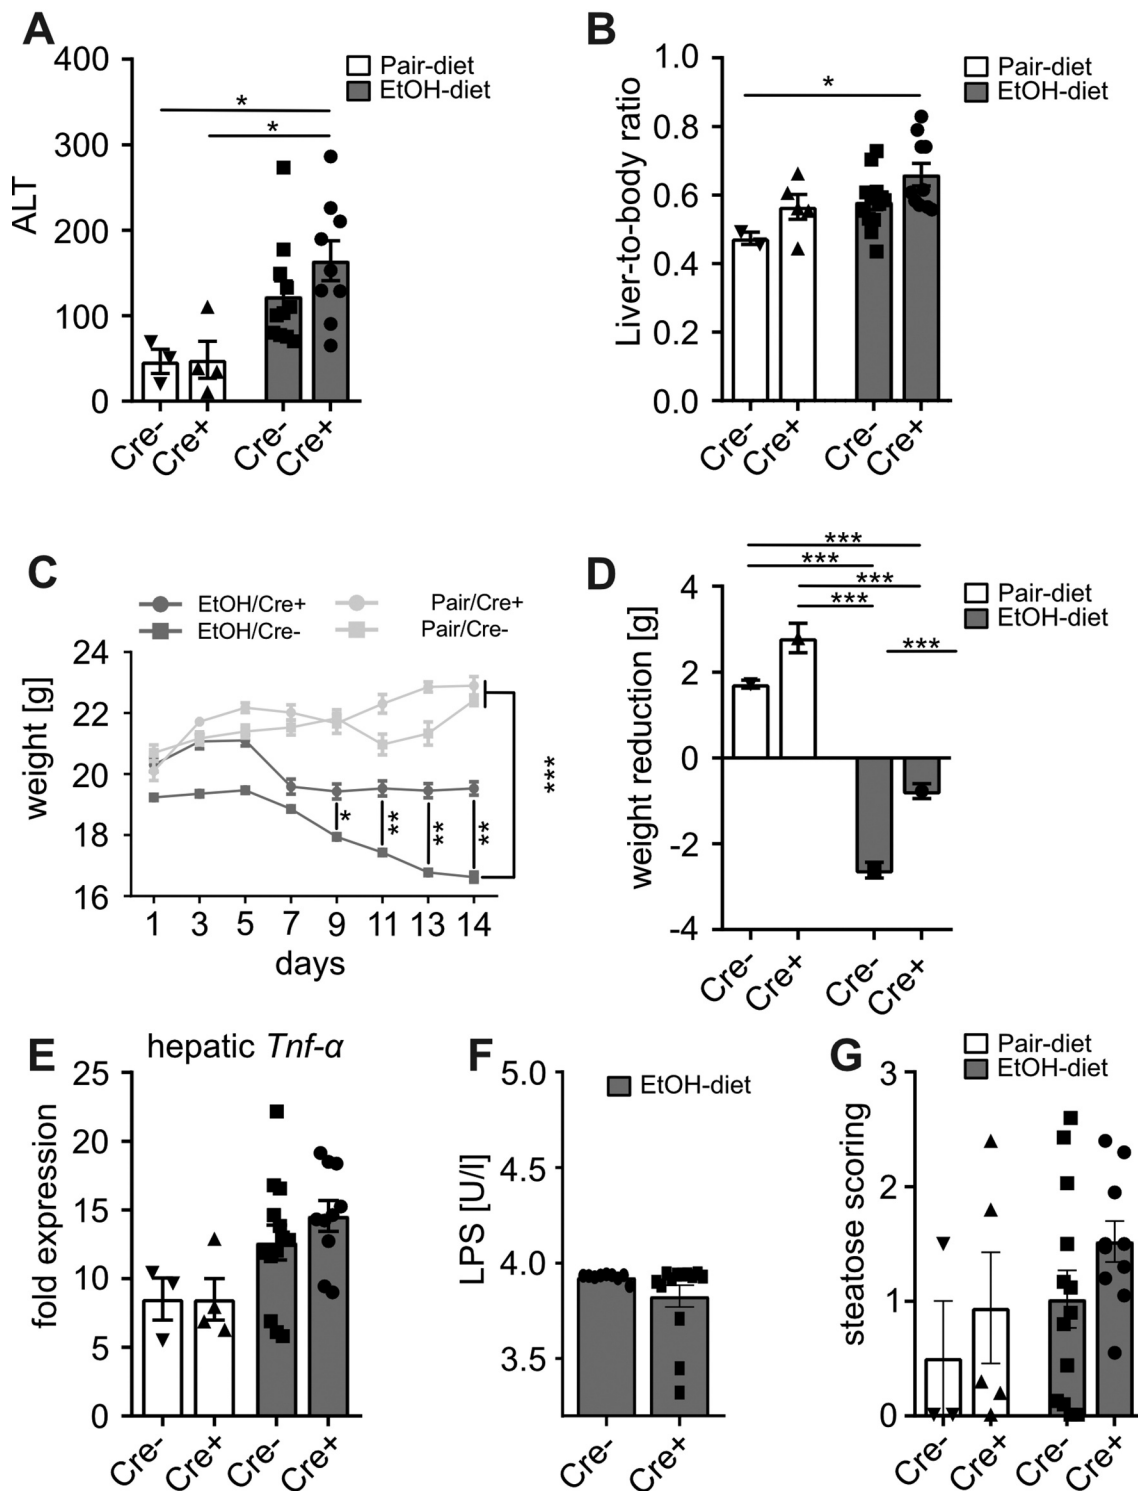 A
400
300
200
100
0
ALT
*
*
Pair-diet
EtOH-diet
Cre-
Cre+
Cre-
Cre+
B
1.0
0.8
0.6
0.4
0.2
0.0
Liver-to-body ratio
*
Pair-diet
EtOH-diet
Cre-
Cre+
Cre-
Cre+
C
EtOH/Cre+
EtOH/Cre-
Pair/Cre+
Pair/Cre-
24
22
20
18
16
weight [g]
*
**
**
**
***
1 3 5 7 9 11 13 14
days
D
***
***
***
***
***
Pair-diet
EtOH-diet
4
2
0
-2
-4
weight reduction [g]
Cre-
Cre+
Cre-
Cre+
E
hepatic Tnf-α
25
20
15
10
5
0
fold expression
Cre-
Cre+
Cre-
Cre+
F
EtOH-diet
5.0
4.5
4.0
3.5
LPS [U/l]
Cre-
Cre+
G
Pair-diet
EtOH-diet
3
2
1
0
steatose scoring
Cre-
Cre+
Cre-
Cre+